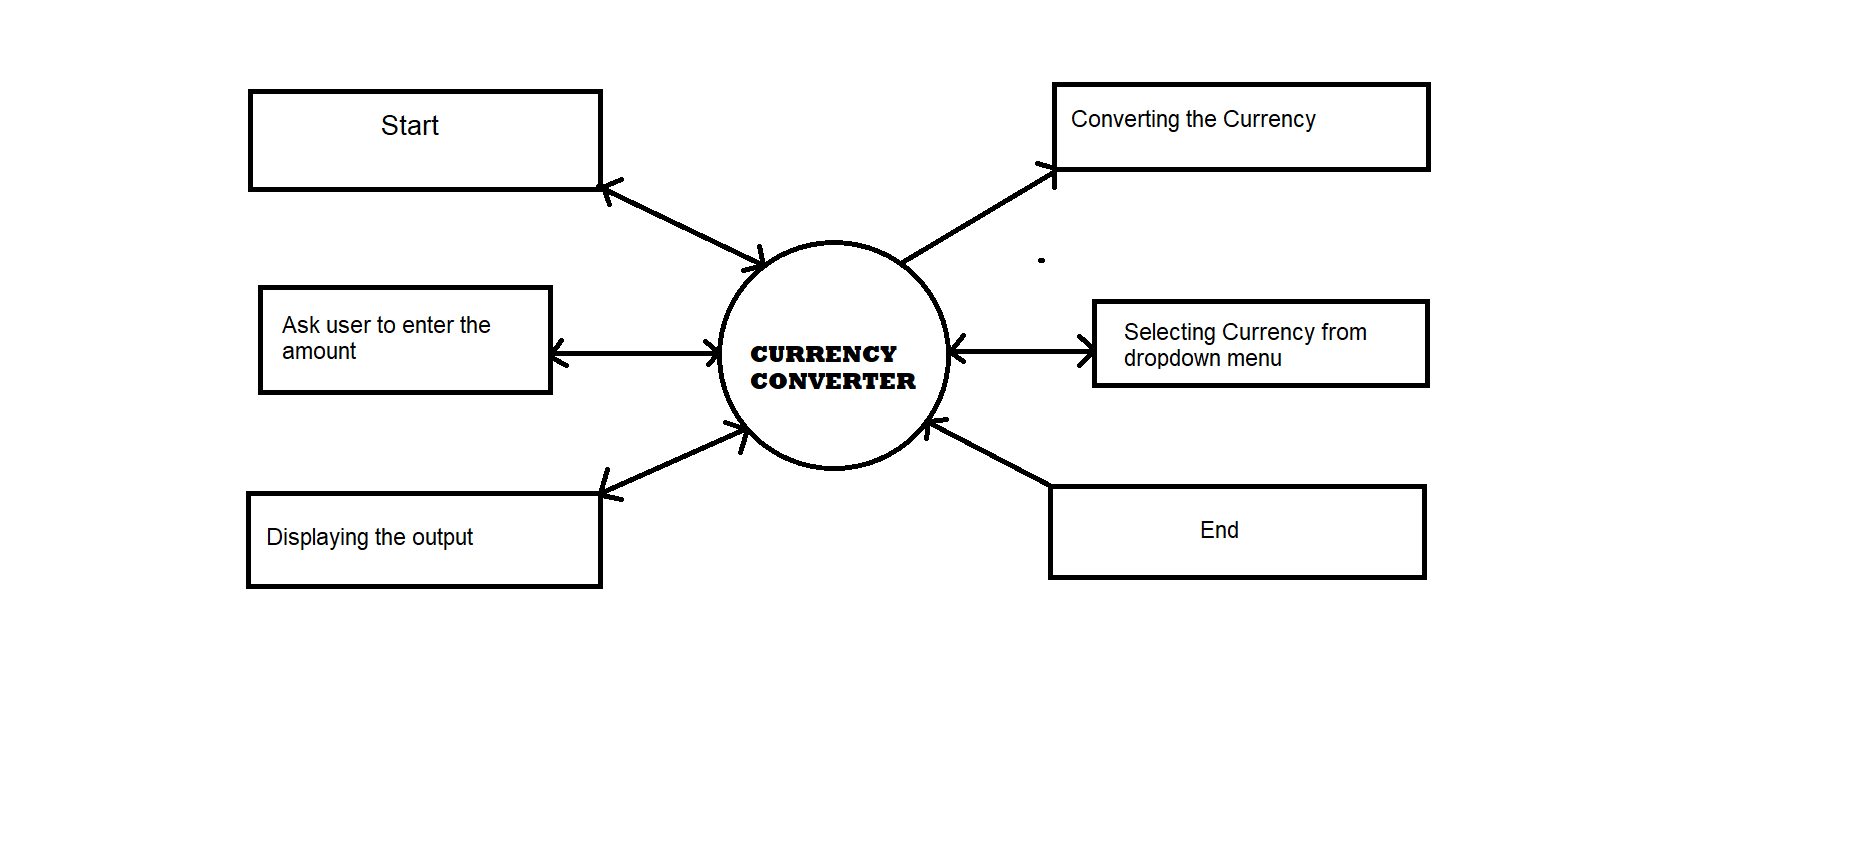 Start
Converting the Currency
Ask user to enter the
amount
CURRENCY
CONVERTER
Selecting Currency from
dropdown menu
Displaying the output
End